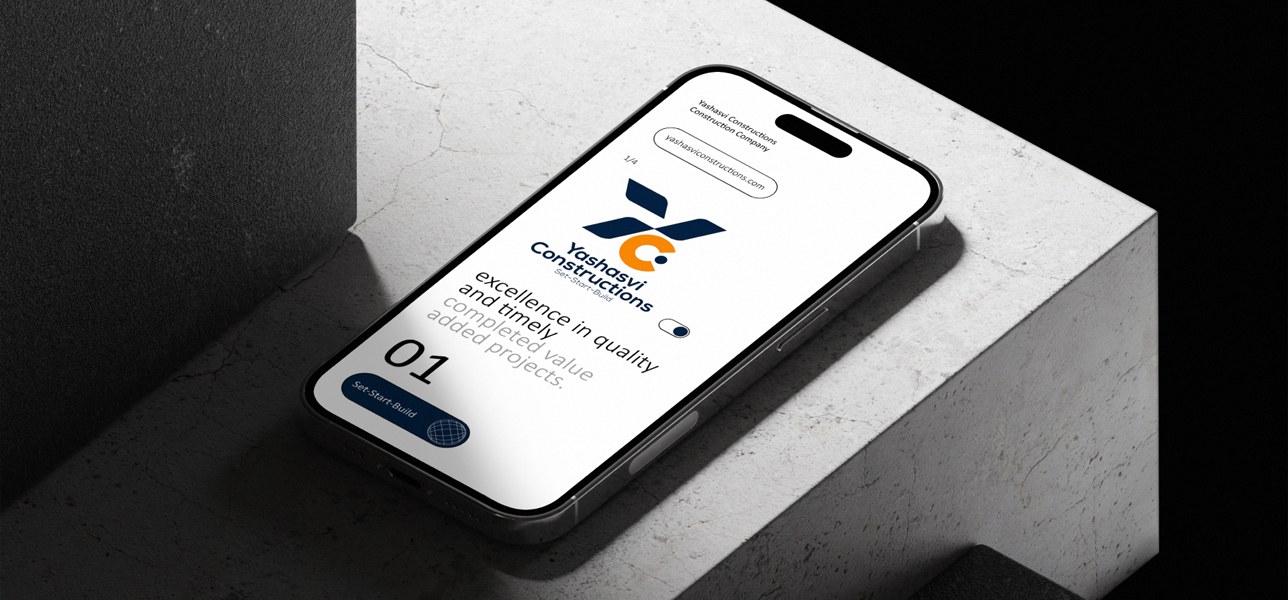 Yashasvi Constructions
Construction Company
yashasviconstructions.com
1/4
Yashasvi
Constructions
Set-Start-Build
excellence in quality
and timely
completed value
added projects.
01
Set-Start-Build